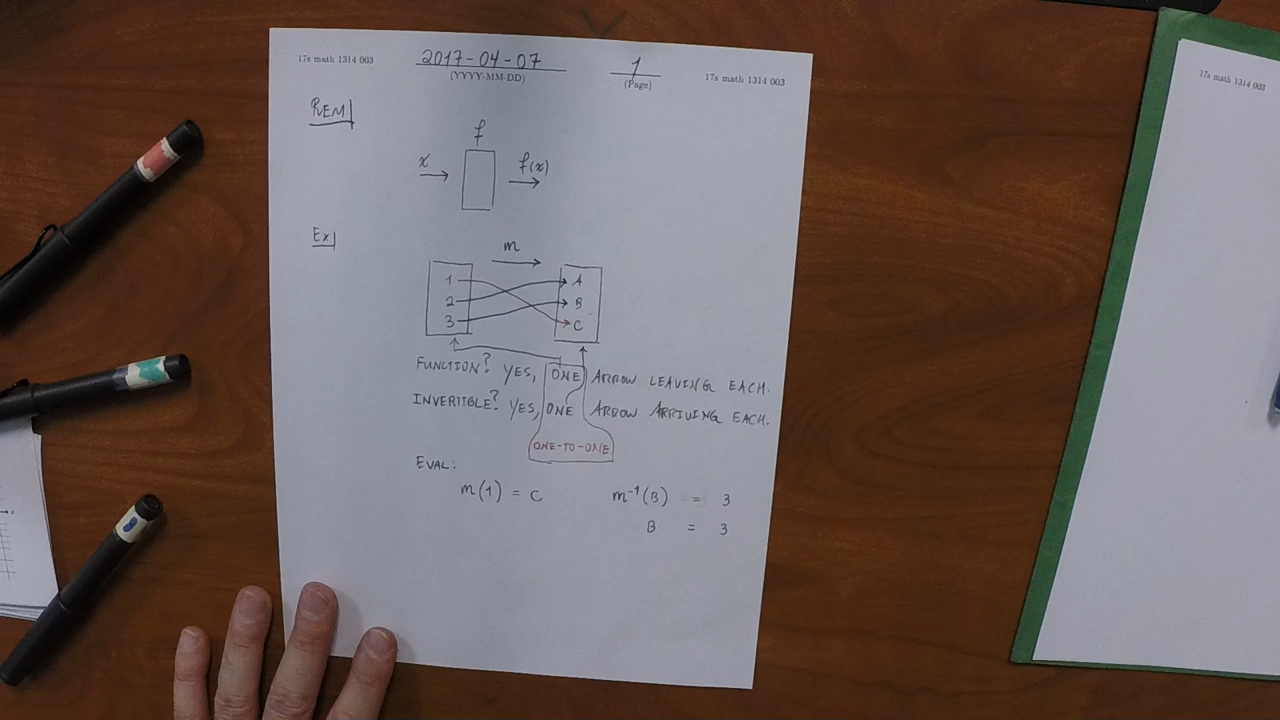 17s math 1314 003
2017-04-07
(YYYY-MM-DD)
1
(Page)
17s math 1314 003
REM
f
x
f(x)
Ex
m
1 A
2 B
3 C
FUNCTION? YES, ONE ARROW LEAVING EACH.
INVERTIBLE? YES, ONE ARROW ARRIVING EACH.
ONE-TO-ONE
EVAL:
m(1) = C m⁻¹(B) = 3
B = 3
17s math 1314 003